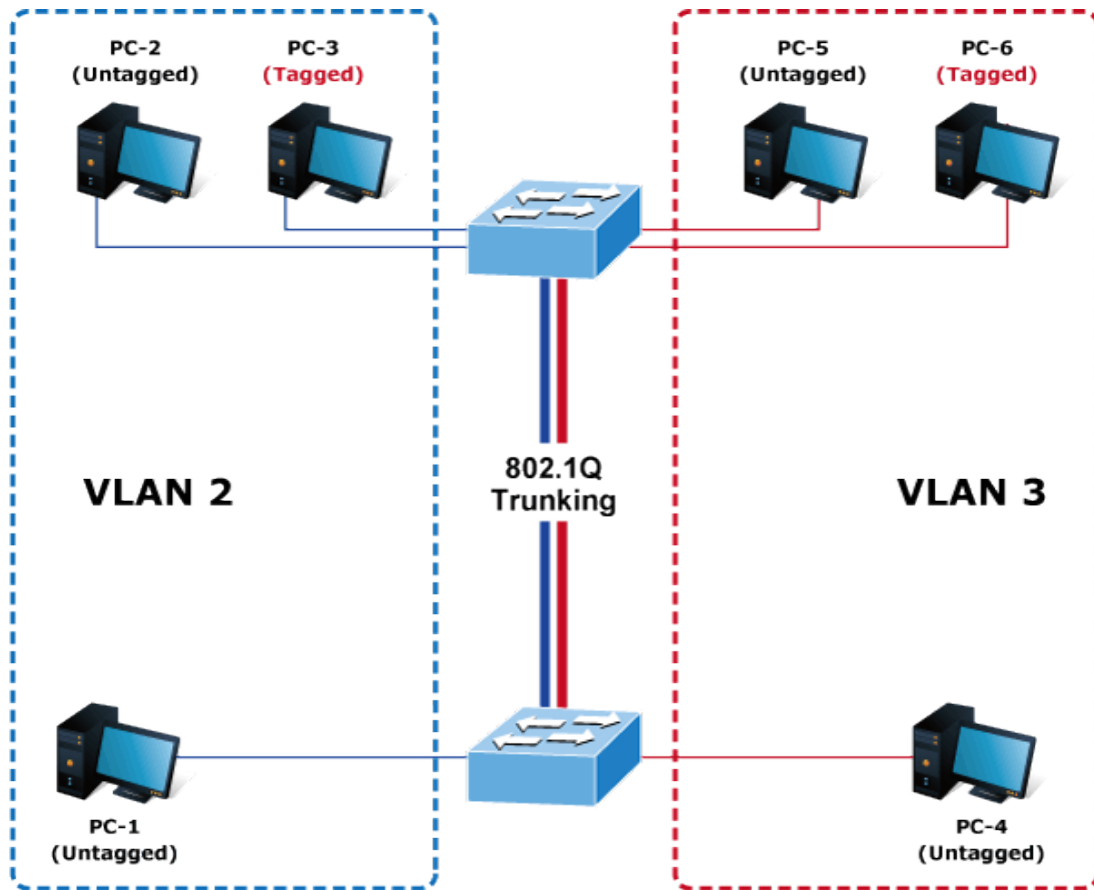 PC-2
(Untagged)
PC-3
(Tagged)
PC-5
(Untagged)
PC-6
(Tagged)
802.1Q
Trunking
VLAN 2
VLAN 3
PC-1
(Untagged)
PC-4
(Untagged)